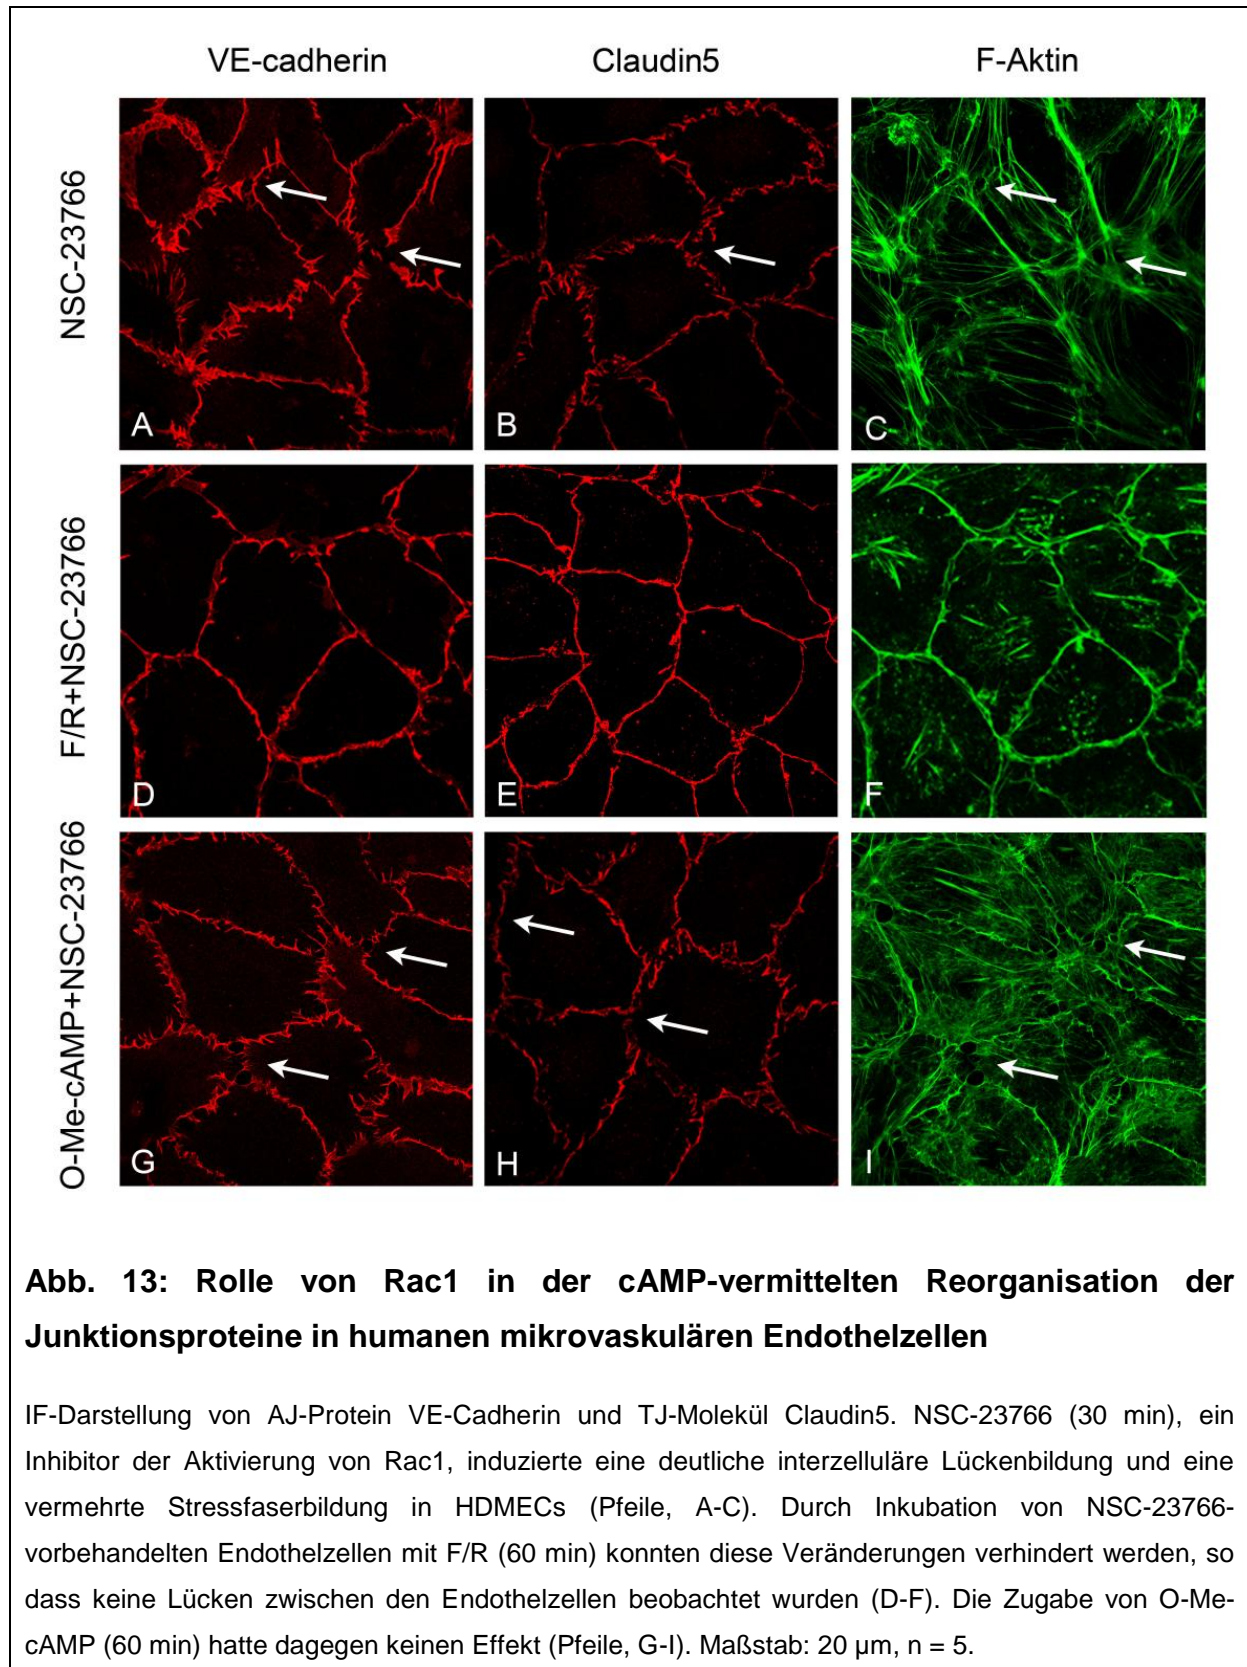 VE-cadherin Claudin5 F-Aktin
NSC-23766
A B C
F/R+NSC-23766
D E F
O-Me-cAMP+NSC-23766
G H I
Abb. 13: Rolle von Rac1 in der cAMP-vermittelten Reorganisation der
Junktionsproteine in humanen mikrovaskulären Endothelzellen
IF-Darstellung von AJ-Protein VE-Cadherin und TJ-Molekül Claudin5. NSC-23766 (30 min), ein
Inhibitor der Aktivierung von Rac1, induzierte eine deutliche interzelluläre Lückenbildung und eine
vermehrte Stressfaserbildung in HDMECs (Pfeile, A-C). Durch Inkubation von NSC-23766-
vorbehandelten Endothelzellen mit F/R (60 min) konnten diese Veränderungen verhindert werden, so
dass keine Lücken zwischen den Endothelzellen beobachtet wurden (D-F). Die Zugabe von O-Me-
cAMP (60 min) hatte dagegen keinen Effekt (Pfeile, G-I). Maßstab: 20 µm, n = 5.